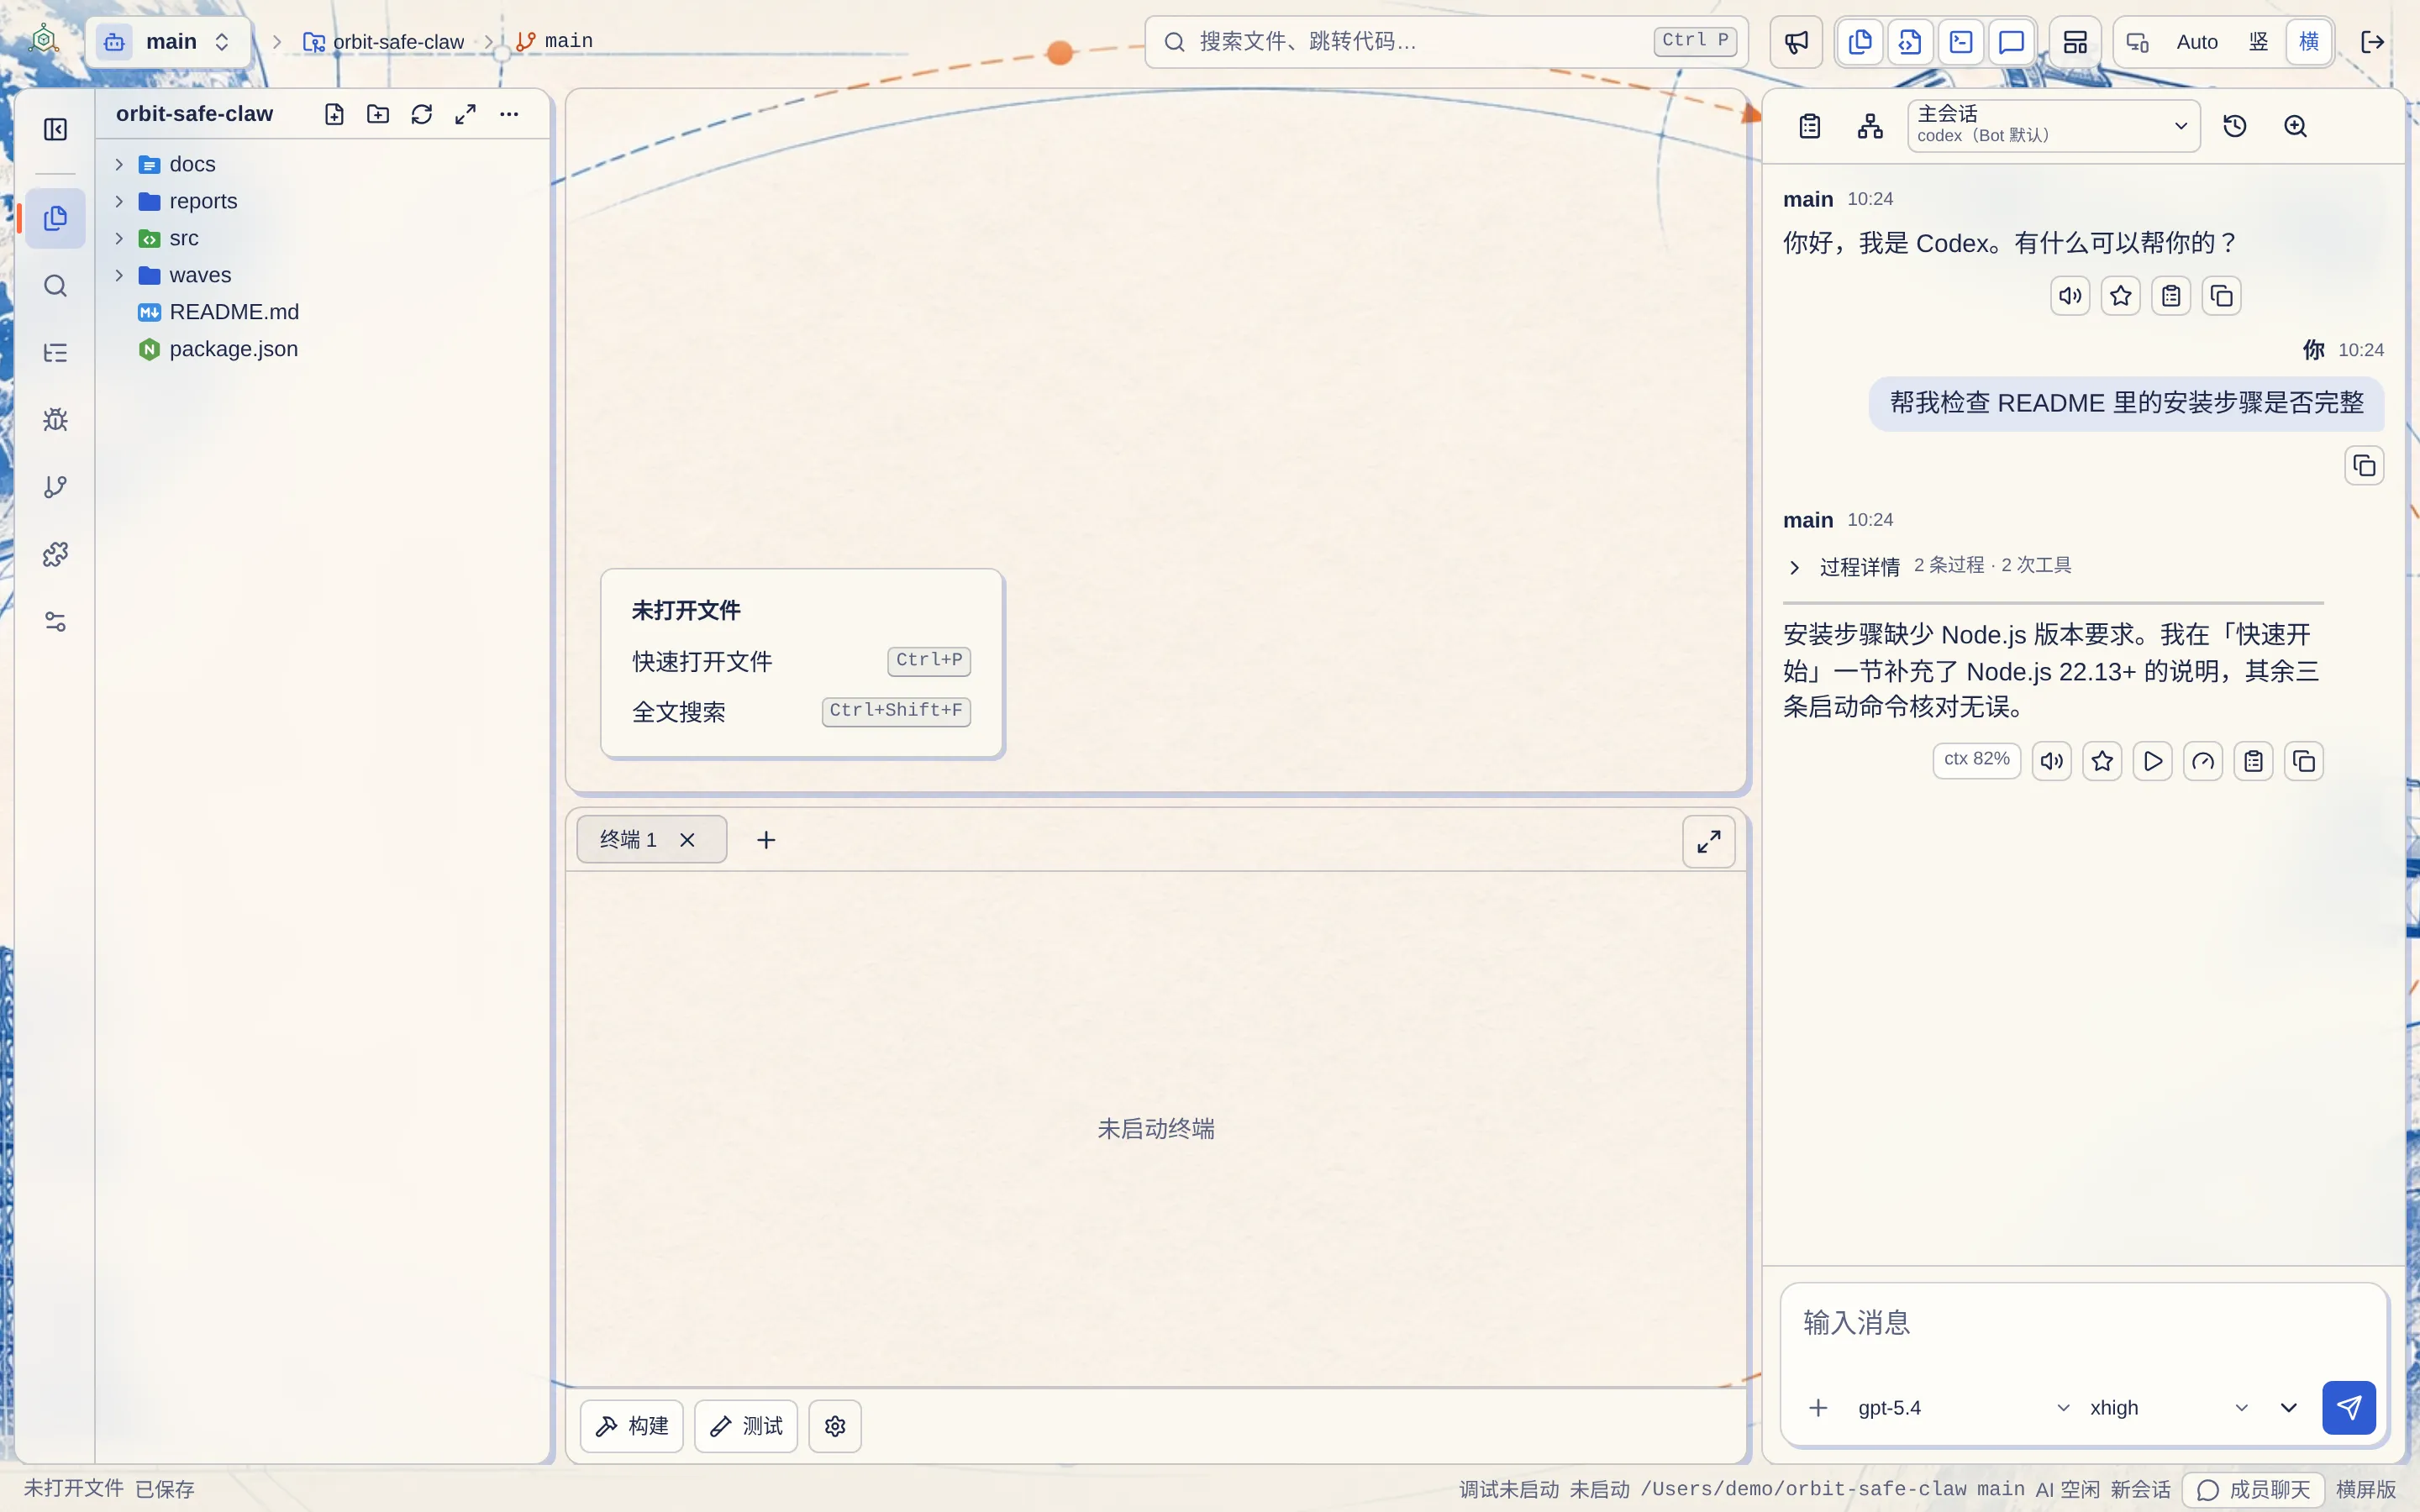 main
orbit-safe-claw
main
搜索文件、跳转代码...
Ctrl P
Auto
竖
横
orbit-safe-claw
docs
reports
src
waves
README.md
package.json
未打开文件
快速打开文件 Ctrl+P
全文搜索 Ctrl+Shift+F
终端 1
未启动终端
构建
测试
主会话
codex（Bot 默认）
main 10:24
你好，我是 Codex。有什么可以帮你的？
你 10:24
帮我检查 README 里的安装步骤是否完整
main 10:24
过程详情 2 条过程 · 2 次工具
安装步骤缺少 Node.js 版本要求。我在「快速开
始」一节补充了 Node.js 22.13+ 的说明，其余三
条启动命令核对无误。
ctx 82%
输入消息
gpt-5.4
xhigh
未打开文件 已保存
调试未启动 未启动 /Users/demo/orbit-safe-claw main AI 空闲 新会话 成员聊天 横屏版